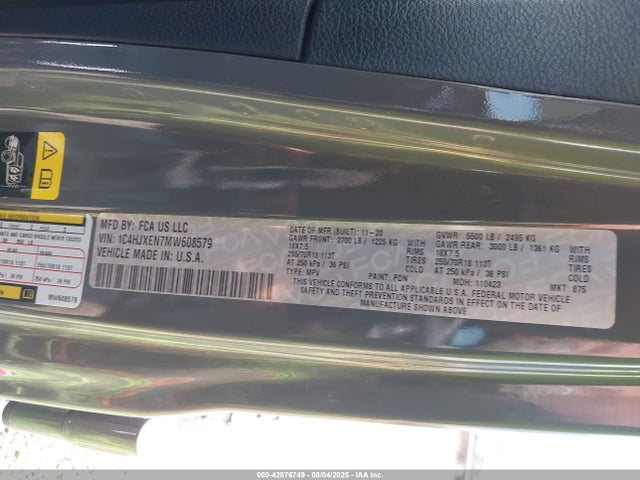 MFD BY: FCA US LLC
VIN: 1C4HJXEN7MW608579
VEHICLE MADE IN: U.S.A.
DATE OF MFR (BUILT): 11-20
GAWR FRONT: 2700 LB / 1225 KG WITH
18X7.5 RIMS
255/70R18 113T TIRES
AT 250 kPa / 36 PSI COLD
TYPE: MPV PAINT: PDN
GVWR: 5500 LB / 2495 KG
GAWR REAR: 3000 LB / 1361 KG WITH
18X7.5 RIMS
255/70R18 113T TIRES
AT 250 kPa / 36 PSI COLD
MDH: 110423 MKT: 875
THIS VEHICLE CONFORMS TO ALL APPLICABLE U.S.A. FEDERAL MOTOR VEHICLE
SAFETY AND THEFT PREVENTION STANDARDS IN EFFECT ON THE DATE OF
MANUFACTURE SHOWN ABOVE.
MW608579
000-42876749 - 08/04/2025 - IAAI.COM